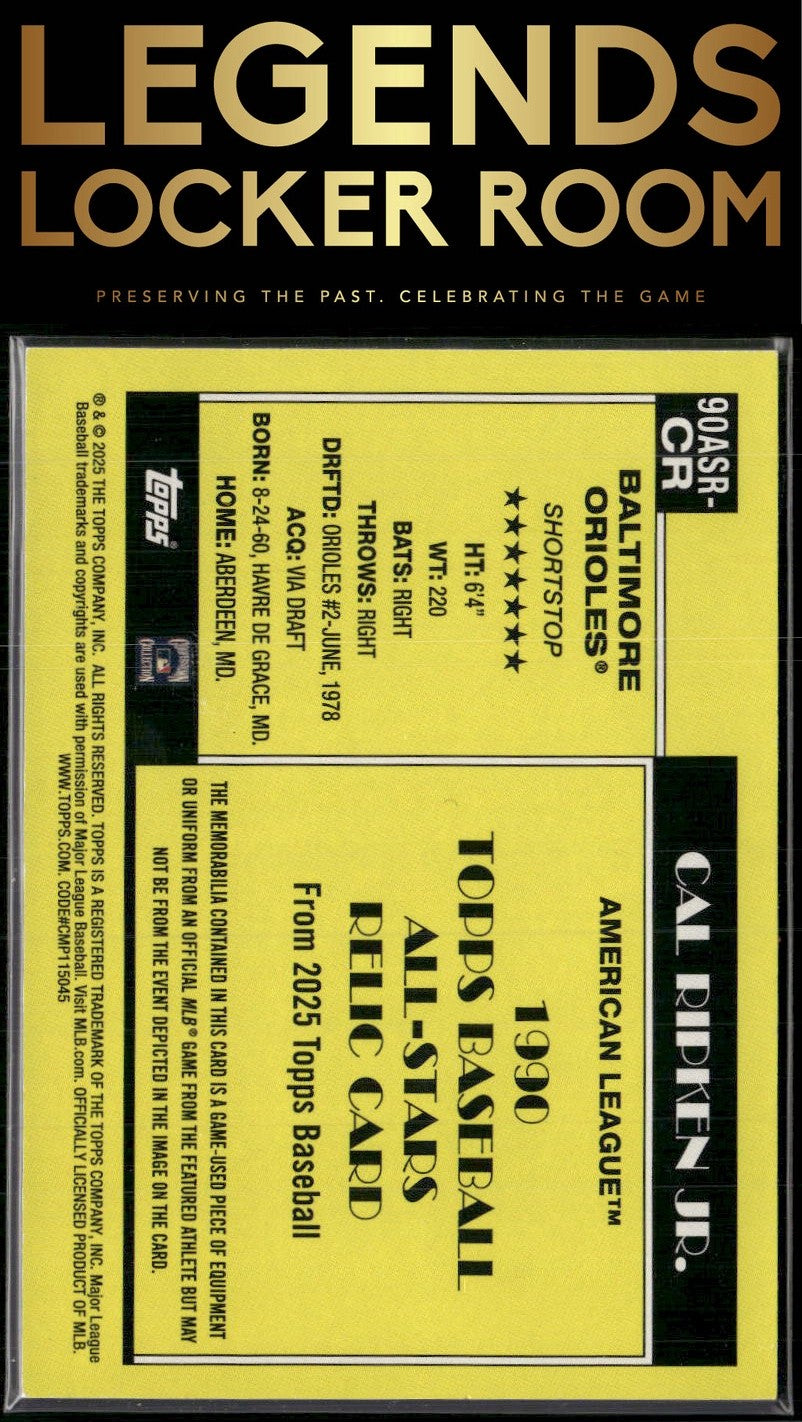 LEGENDS
LOCKER ROOM
PRESERVING THE PAST. CELEBRATING THE GAME
90ASR-
CR
CAL RIPKEN JR.
BALTIMORE
ORIOLES®
SHORTSTOP
★★★★★★★
HT: 6'4"
WT: 220
BATS: RIGHT
THROWS: RIGHT
DRFTD: ORIOLES #2-JUNE, 1978
ACQ: VIA DRAFT
BORN: 8-24-60, HAVRE DE GRACE, MD.
HOME: ABERDEEN, MD.
AMERICAN LEAGUE™
1990
TOPPS BASEBALL
ALL-STARS
RELIC CARD
From 2025 Topps Baseball
THE MEMORABILIA CONTAINED IN THIS CARD IS A GAME-USED PIECE OF EQUIPMENT
OR UNIFORM FROM AN OFFICIAL MLB® GAME FROM THE FEATURED ATHLETE BUT MAY
NOT BE FROM THE EVENT DEPICTED IN THE IMAGE ON THE CARD.
topps®
® & © 2025 THE TOPPS COMPANY, INC. ALL RIGHTS RESERVED. TOPPS IS A REGISTERED TRADEMARK OF THE TOPPS COMPANY, INC. Major League
Baseball trademarks and copyrights are used with permission of Major League Baseball. Visit MLB.com. OFFICIALLY LICENSED PRODUCT OF MLB.
WWW.TOPPS.COM. CODE#CMP115045